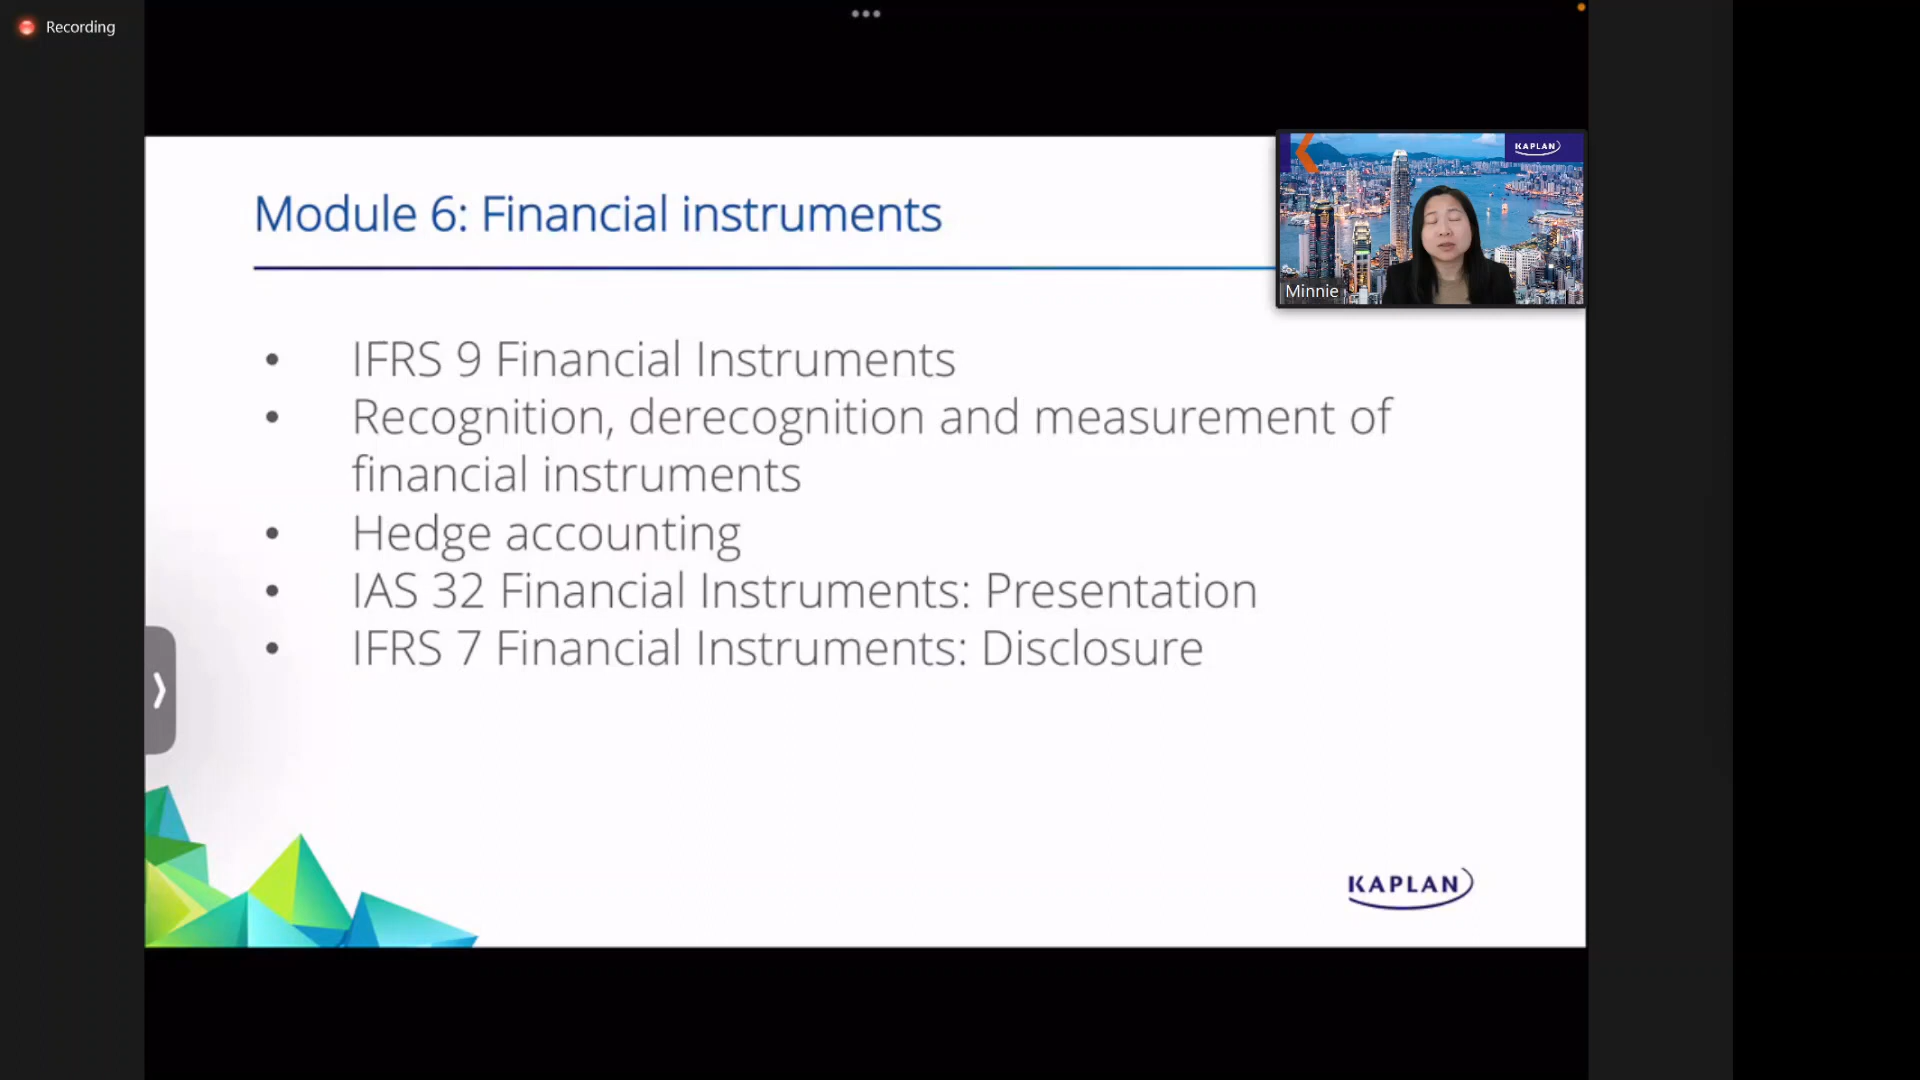 Recording
KAPLAN
Minnie
Module 6: Financial instruments
• IFRS 9 Financial Instruments
• Recognition, derecognition and measurement of
financial instruments
• Hedge accounting
• IAS 32 Financial Instruments: Presentation
• IFRS 7 Financial Instruments: Disclosure
KAPLAN